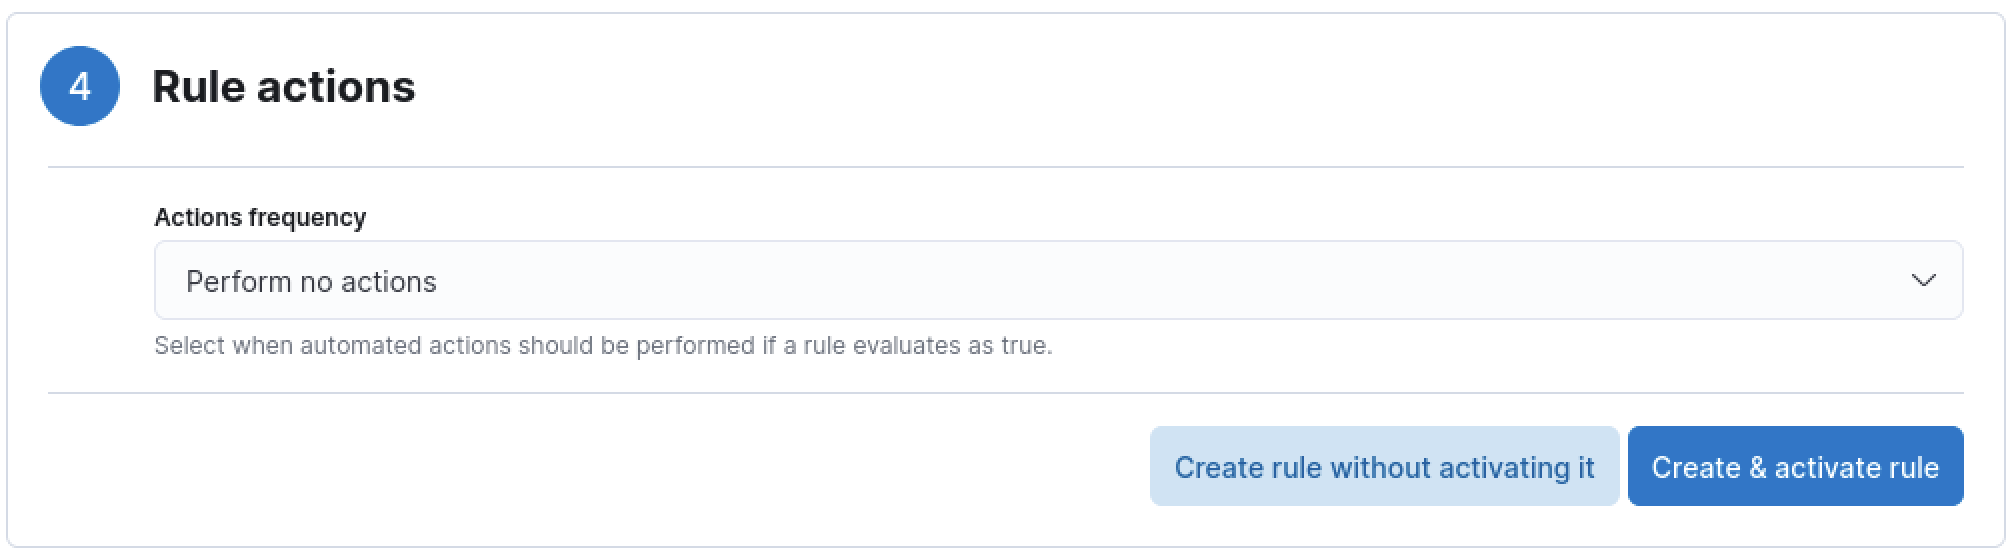 4
Rule actions
Actions frequency
Perform no actions
Select when automated actions should be performed if a rule evaluates as true.
Create rule without activating it
Create & activate rule